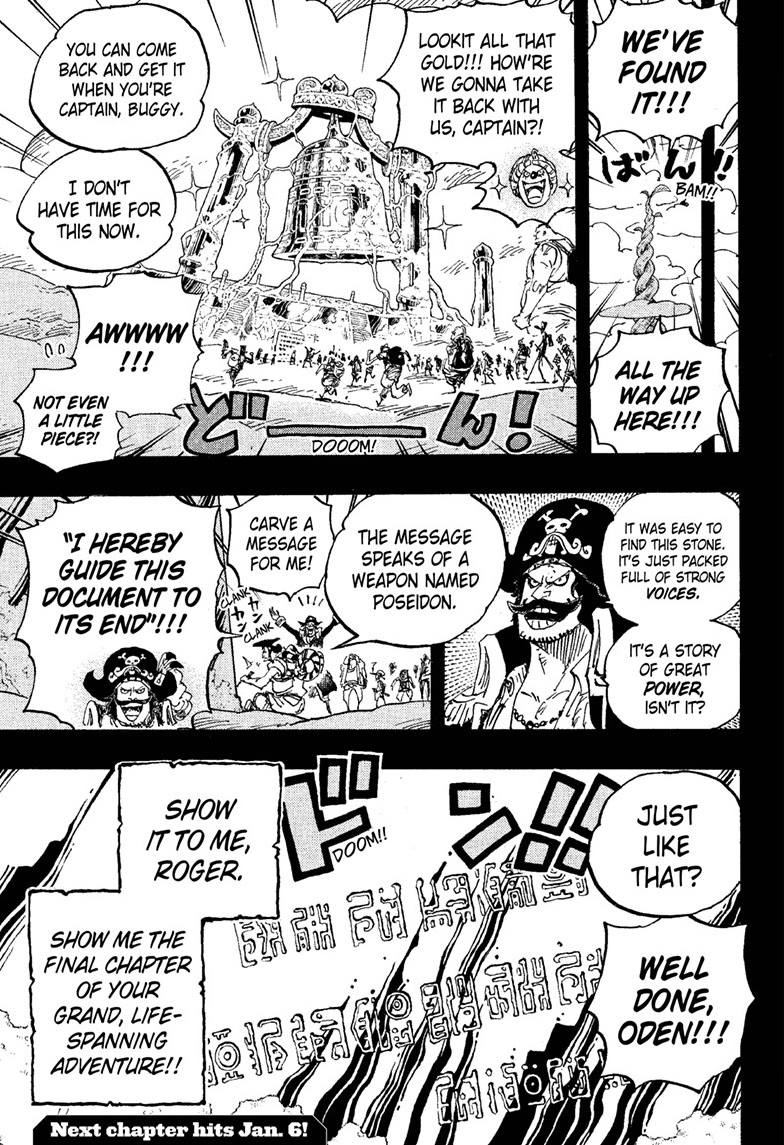 WE'VE
FOUND
IT!!!
ばん!!
BAM!!
ALL THE
WAY UP
HERE!!!
LOOKIT ALL THAT
GOLD!!! HOW'RE
WE GONNA TAKE
IT BACK WITH
US, CAPTAIN?!
YOU CAN COME
BACK AND GET IT
WHEN YOU'RE
CAPTAIN, BUGGY.
I DON'T
HAVE TIME FOR
THIS NOW.
AWWWW
!!!
NOT EVEN
A LITTLE
PIECE?!
どーん!
DOOOM!
IT WAS EASY TO
FIND THIS STONE.
IT'S JUST PACKED
FULL OF STRONG
VOICES.
IT'S A STORY
OF GREAT
POWER,
ISN'T IT?
THE MESSAGE
SPEAKS OF A
WEAPON NAMED
POSEIDON.
CARVE A
MESSAGE
FOR ME!
CLANK
カン
カン
CLANK
"I HEREBY
GUIDE THIS
DOCUMENT TO
ITS END"!!!
JUST
LIKE
THAT?
WELL
DONE,
ODEN!!!
ドン!!
DOOM!!
SHOW
IT TO ME,
ROGER.
SHOW ME THE
FINAL CHAPTER
OF YOUR
GRAND, LIFE-
SPANNING
ADVENTURE!!
Next chapter hits Jan. 6!